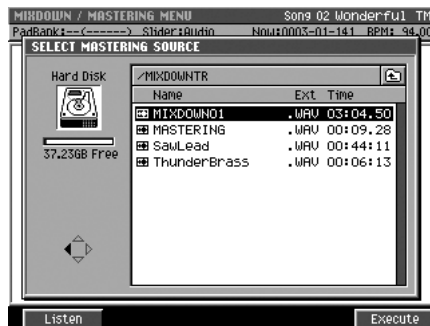 MIXDOWN / MASTERING MENU Song 02 Wonderful TM
PadBank:--(------) Slider:Audio Now:0003-01-141 BPM: 94.00
SELECT MASTERING SOURCE
Hard Disk
37.23GB Free
/MIXDOWNTR
Name Ext Time
MIXDOWN01 .WAV 03:04.50
MASTERING .WAV 00:09.28
SawLead .WAV 00:44:11
ThunderBrass .WAV 00:06:13
Listen Execute